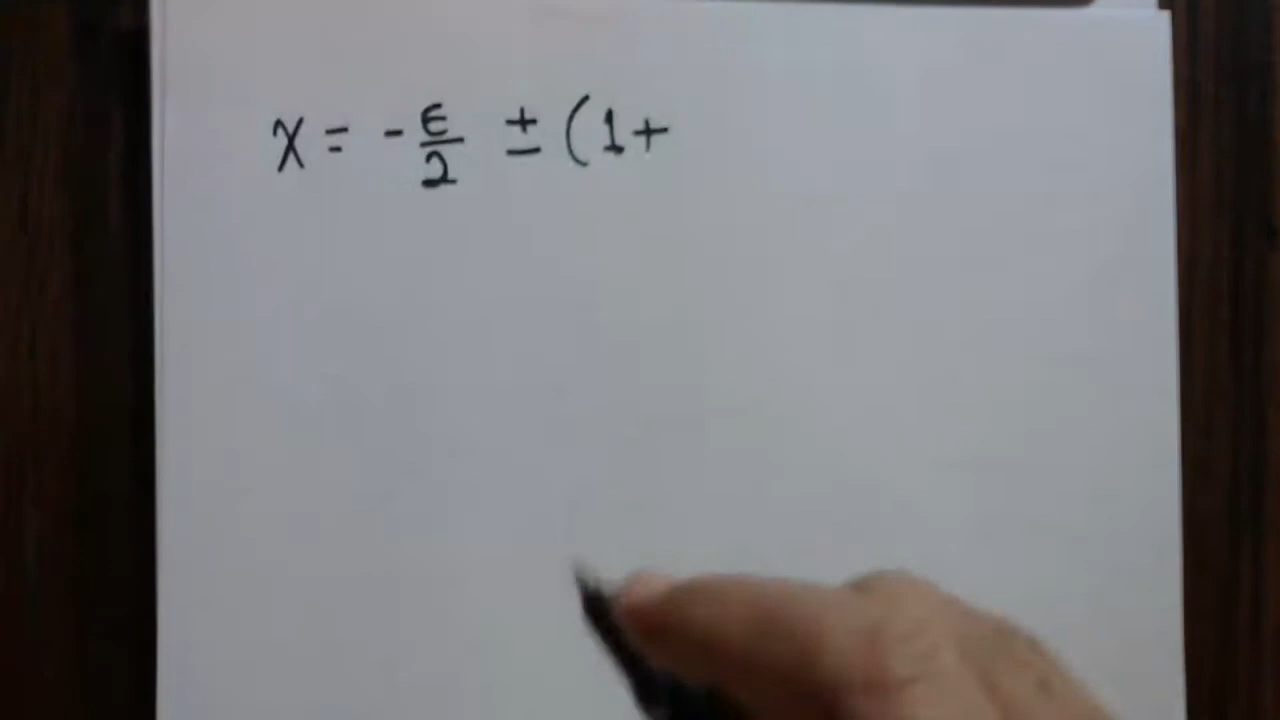 x = -ε/2 ± (1+